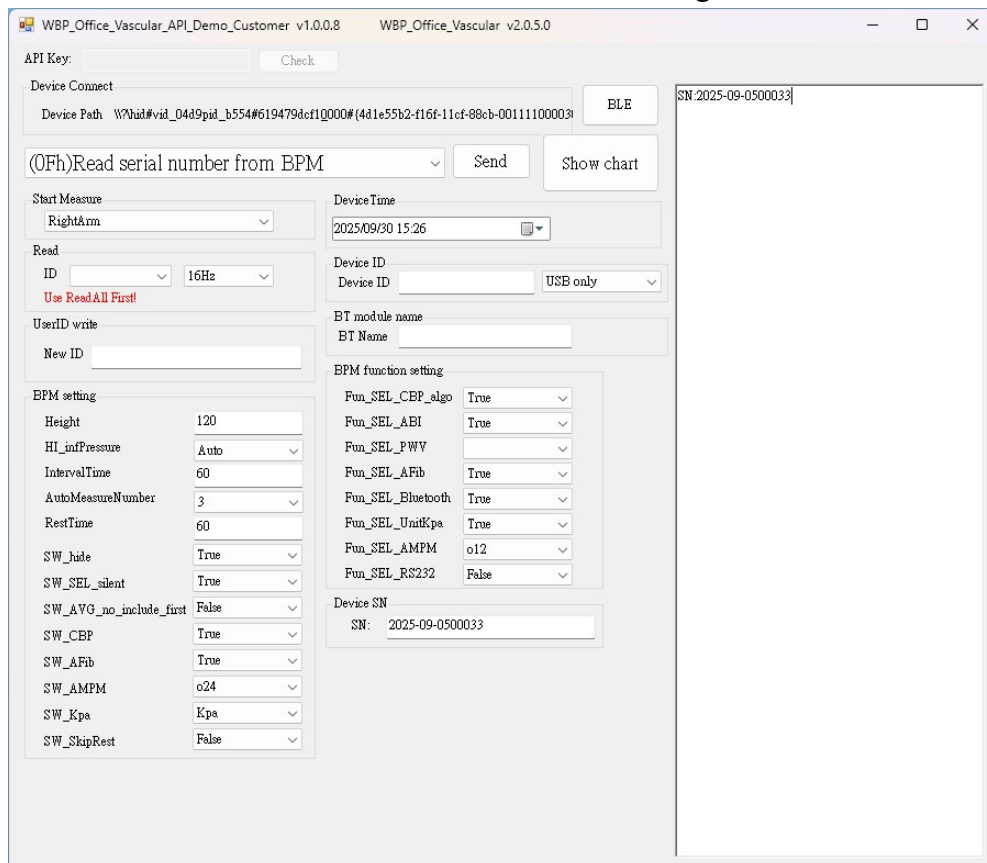 WBP_Office_Vascular_API_Demo_Customer v1.0.0.8 WBP_Office_Vascular v2.0.5.0
API Key: Check
Device Connect
Device Path \\?\hid#vid_04d9pid_b554#619479dcf10000#{4d1e55b2-f16f-11cf-88cb-0011110000
BLE
(0Fh)Read serial number from BPM
Send
Show chart
Start Measure
RightArm
Read
ID 16Hz
Use ReadAll First!
UserID write
New ID
BPM setting
Height 120
HI_infPressure Auto
IntervalTime 60
AutoMeasureNumber 3
RestTime 60
SW_hide True
SW_SEL_silent True
SW_AVG_no_include_first False
SW_CBP True
SW_AFib True
SW_AMPM o24
SW_Kpa Kpa
SW_SkipRest False
DeviceTime
2025/09/30 15:26
Device ID
Device ID USB only
BT module name
BT Name
BPM function setting
Fun_SEL_CBP_algo True
Fun_SEL_ABI True
Fun_SEL_PWV
Fun_SEL_AFib True
Fun_SEL_Bluetooth True
Fun_SEL_UnitKpa True
Fun_SEL_AMPM o12
Fun_SEL_RS232 False
Device SN
SN: 2025-09-0500033
SN:2025-09-0500033